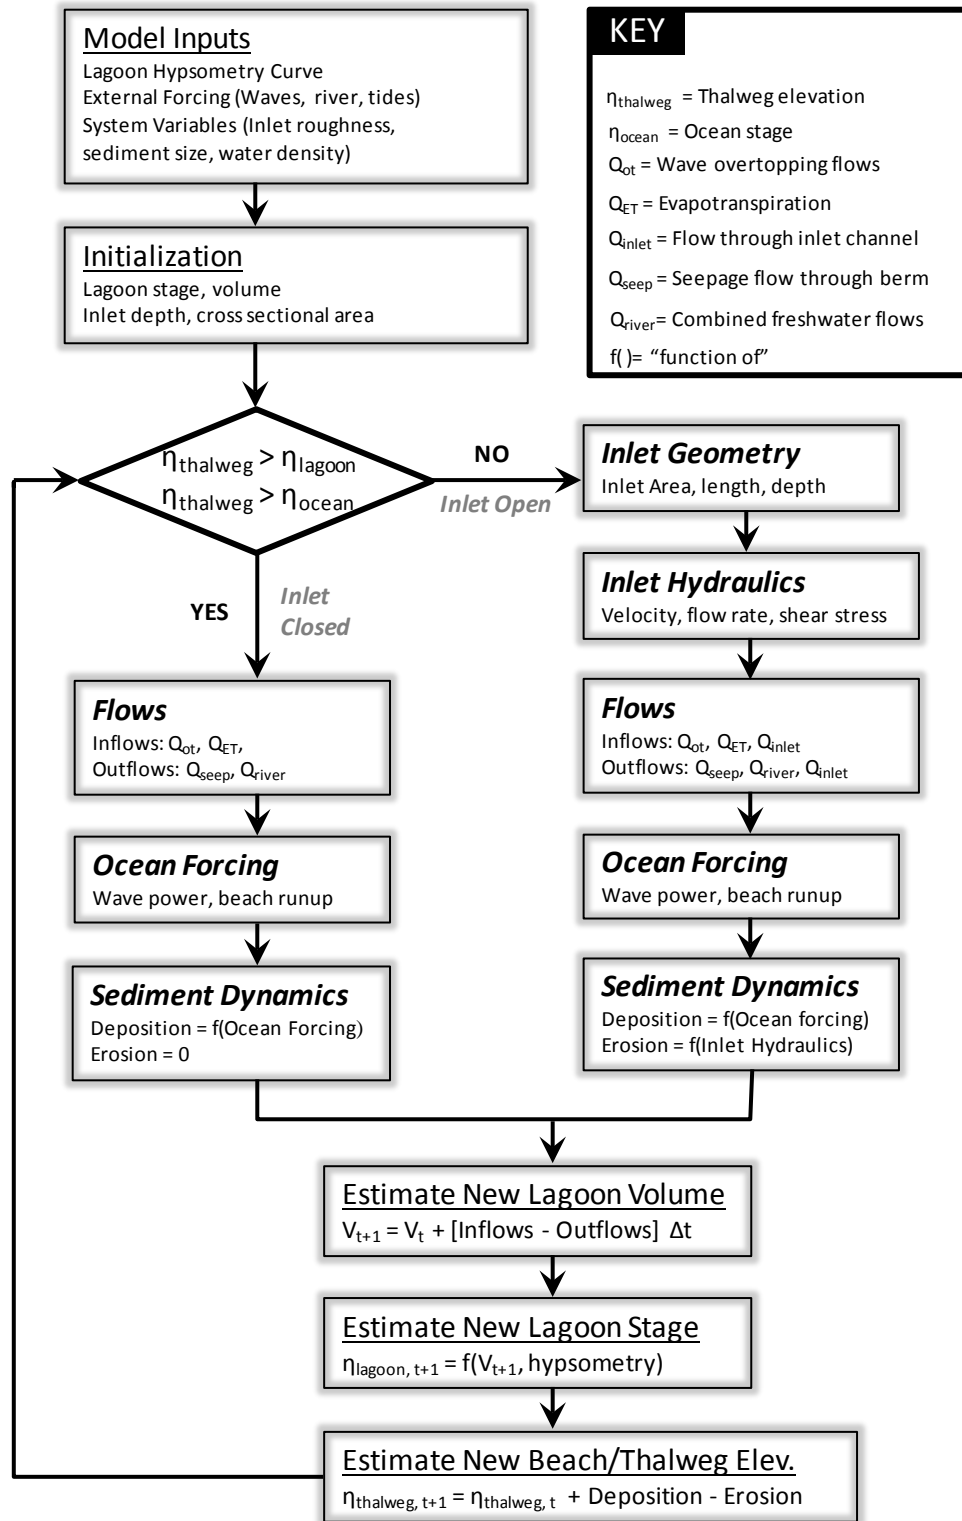 Model Inputs
Lagoon Hypsometry Curve
External Forcing (Waves, river, tides)
System Variables (Inlet roughness,
sediment size, water density)
KEY
ηthalweg = Thalweg elevation
ηocean = Ocean stage
Qot = Wave overtopping flows
QET = Evapotranspiration
Qinlet = Flow through inlet channel
Qseep = Seepage flow through berm
Qriver= Combined freshwater flows
f( )= “function of”
Initialization
Lagoon stage, volume
Inlet depth, cross sectional area
ηthalweg > ηlagoon
ηthalweg > ηocean
NO
Inlet Open
YES
Inlet
Closed
Inlet Geometry
Inlet Area, length, depth
Inlet Hydraulics
Velocity, flow rate, shear stress
Flows
Inflows: Qot, QET,
Outflows: Qseep, Qriver
Flows
Inflows: Qot, QET, Qinlet
Outflows: Qseep, Qriver, Qinlet
Ocean Forcing
Wave power, beach runup
Ocean Forcing
Wave power, beach runup
Sediment Dynamics
Deposition = f(Ocean Forcing)
Erosion = 0
Sediment Dynamics
Deposition = f(Ocean forcing)
Erosion = f(Inlet Hydraulics)
Estimate New Lagoon Volume
Vt+1 = Vt + [Inflows - Outflows] Δt
Estimate New Lagoon Stage
ηlagoon, t+1 = f(Vt+1, hypsometry)
Estimate New Beach/Thalweg Elev.
ηthalweg, t+1 = ηthalweg, t + Deposition - Erosion